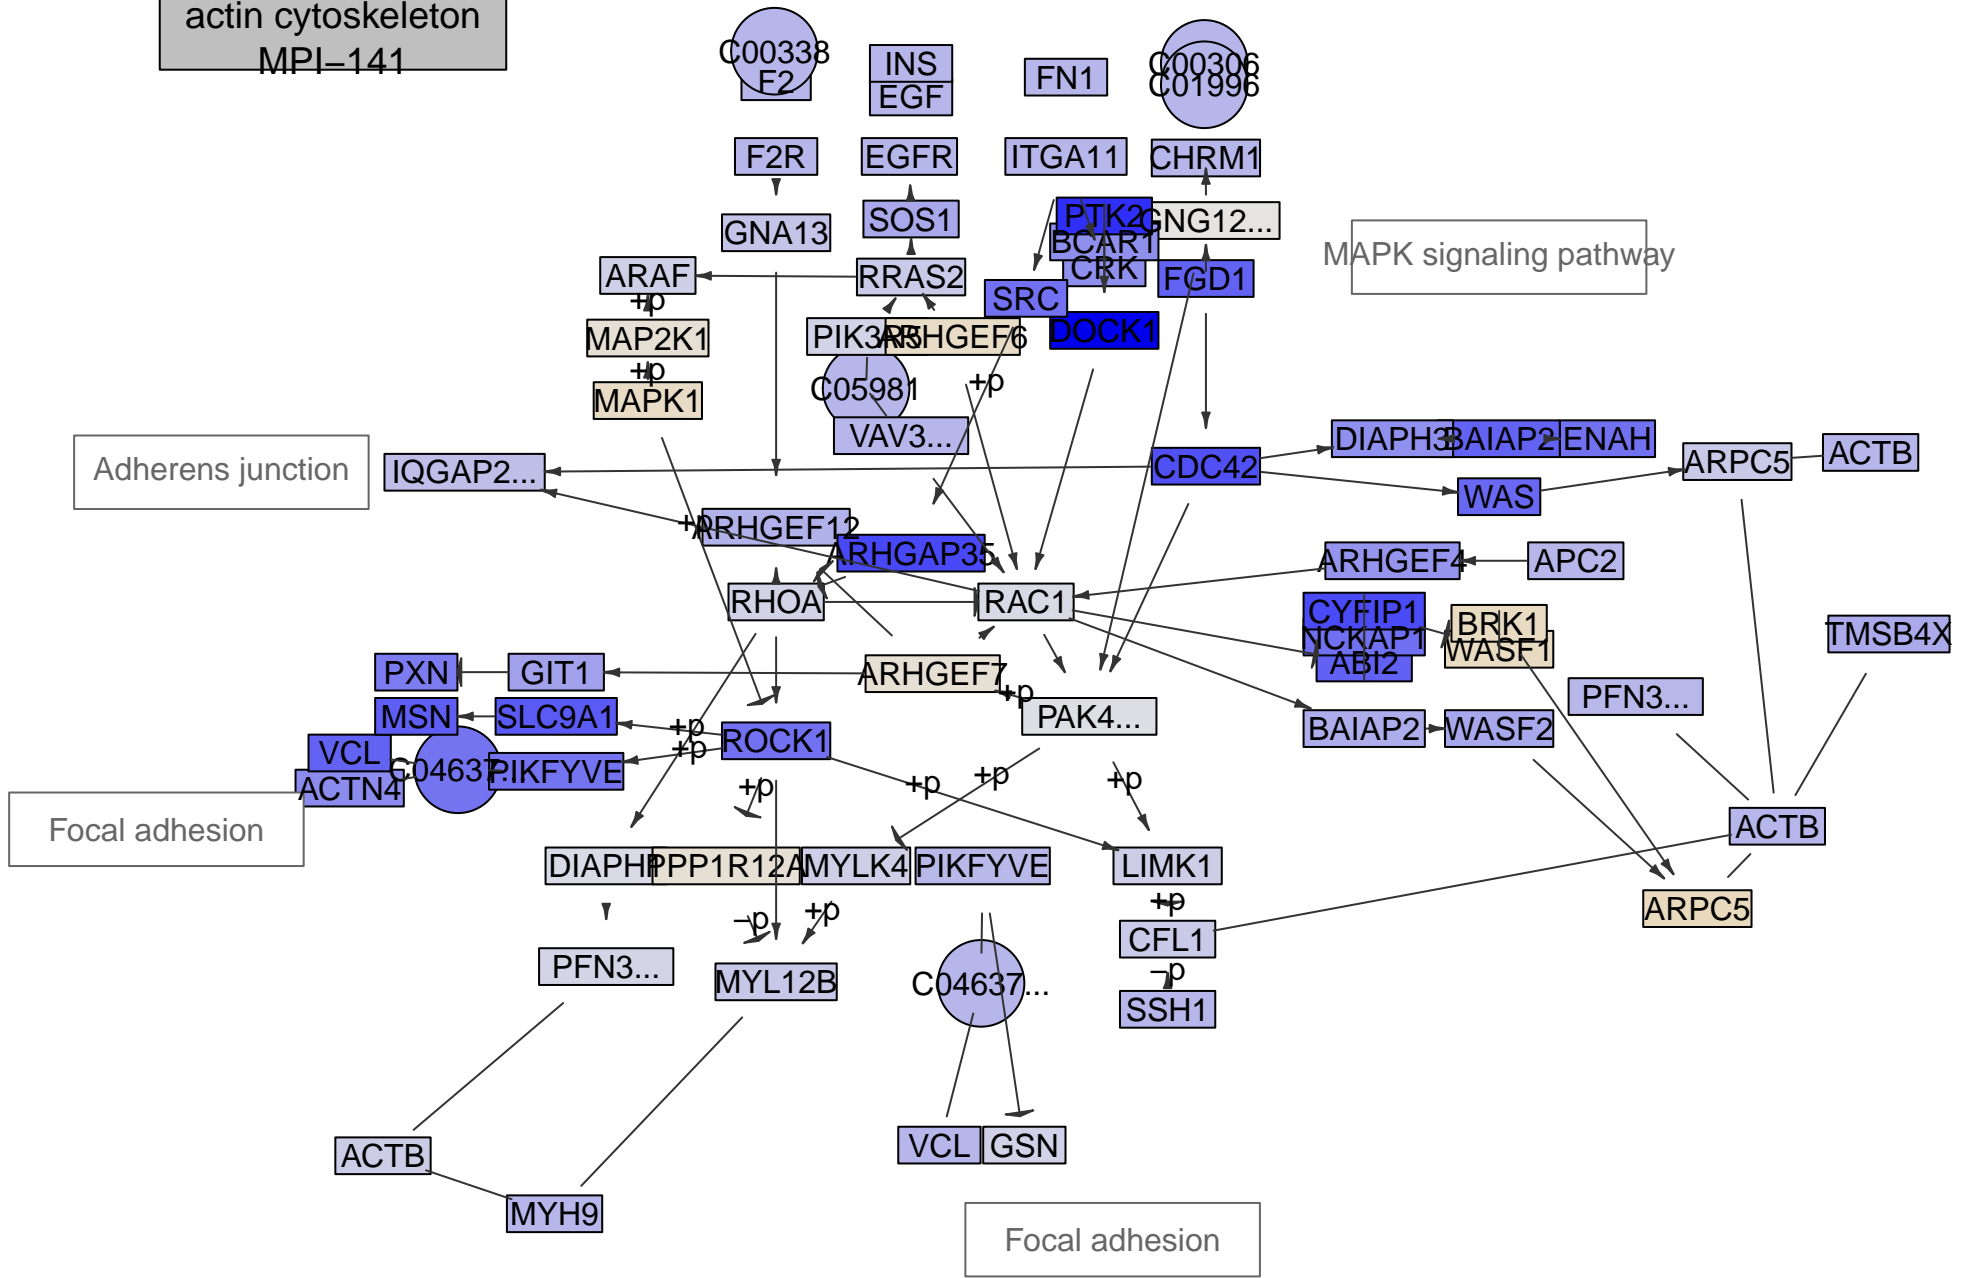 actin cytoskeleton
MPI−141
C00338
F2
INS
EGF
FN1
C00306
C01996
F2R
EGFR
ITGA11
CHRM1
GNA13
SOS1
PTK2
GNG12...
BCAR1
CRK
MAPK signaling pathway
ARAF
RRAS2
SRC
FGD1
+p
MAP2K1
ARHGEF6
DOCK1
+p
MAPK1
C05981
+p
VAV3...
DIAPH3
BAIAP2
ENAH
ARPC5
ACTB
Adherens junction
IQGAP2...
CDC42
WAS
+p
ARHGEF12
ARHGAP35
ARHGEF4
APC2
RHOA
RAC1
CYFIP1
NCKAP1
ABI2
BRK1
WASF1
TMSB4X
PXN
GIT1
ARHGEF7
+p
PFN3...
MSN
SLC9A1
+p
PAK4...
BAIAP2
WASF2
VCL
ROCK1
+p
C04637...
PIKFYVE
ACTN4
+p
+p
+p
+p
Focal adhesion
ACTB
PPP1R12A
MYLK4
PIKFYVE
LIMK1
−p
+p
+p
ARPC5
CFL1
PFN3...
MYL12B
C04637...
−p
SSH1
ACTB
VCL
GSN
MYH9
Focal adhesion